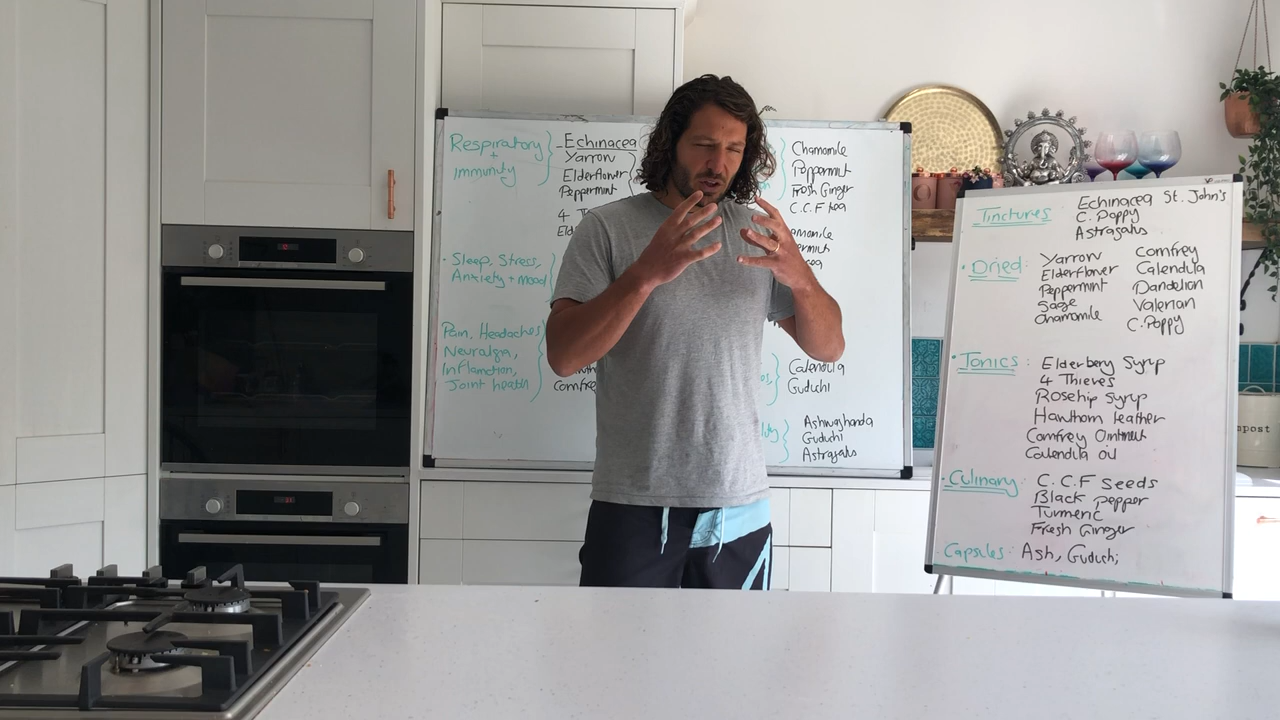 Respiratory
+
immunity
Echinacea
Yarrow
Elderflower
Peppermint
4
Sleep, Stress,
Anxiety + mood
Pain, Headaches
Neuralgia,
Inflamtion,
Joint health
Chamomile
Peppermint
Fresh Ginger
C.C.F tea
Calendula
Guduchi
Ashwaghanda
Guduchi
Astragalus
Tinctures
Echinacea St. John's
C. Poppy
Astragalus
Dried:
Yarrow Comfrey
Elderflower Calendula
Peppermint Dandelion
Sage Valerian
Chamomile C. Poppy
Tonics: Elderberry Syrup
4 Thieves
Rosehip Syrup
Hawthorn leather
Comfrey Ointment
Calendula oil
Culinary: C.C.F Seeds
Black pepper
Turmeric
Fresh Ginger
Capsules: Ash, Guduchi,